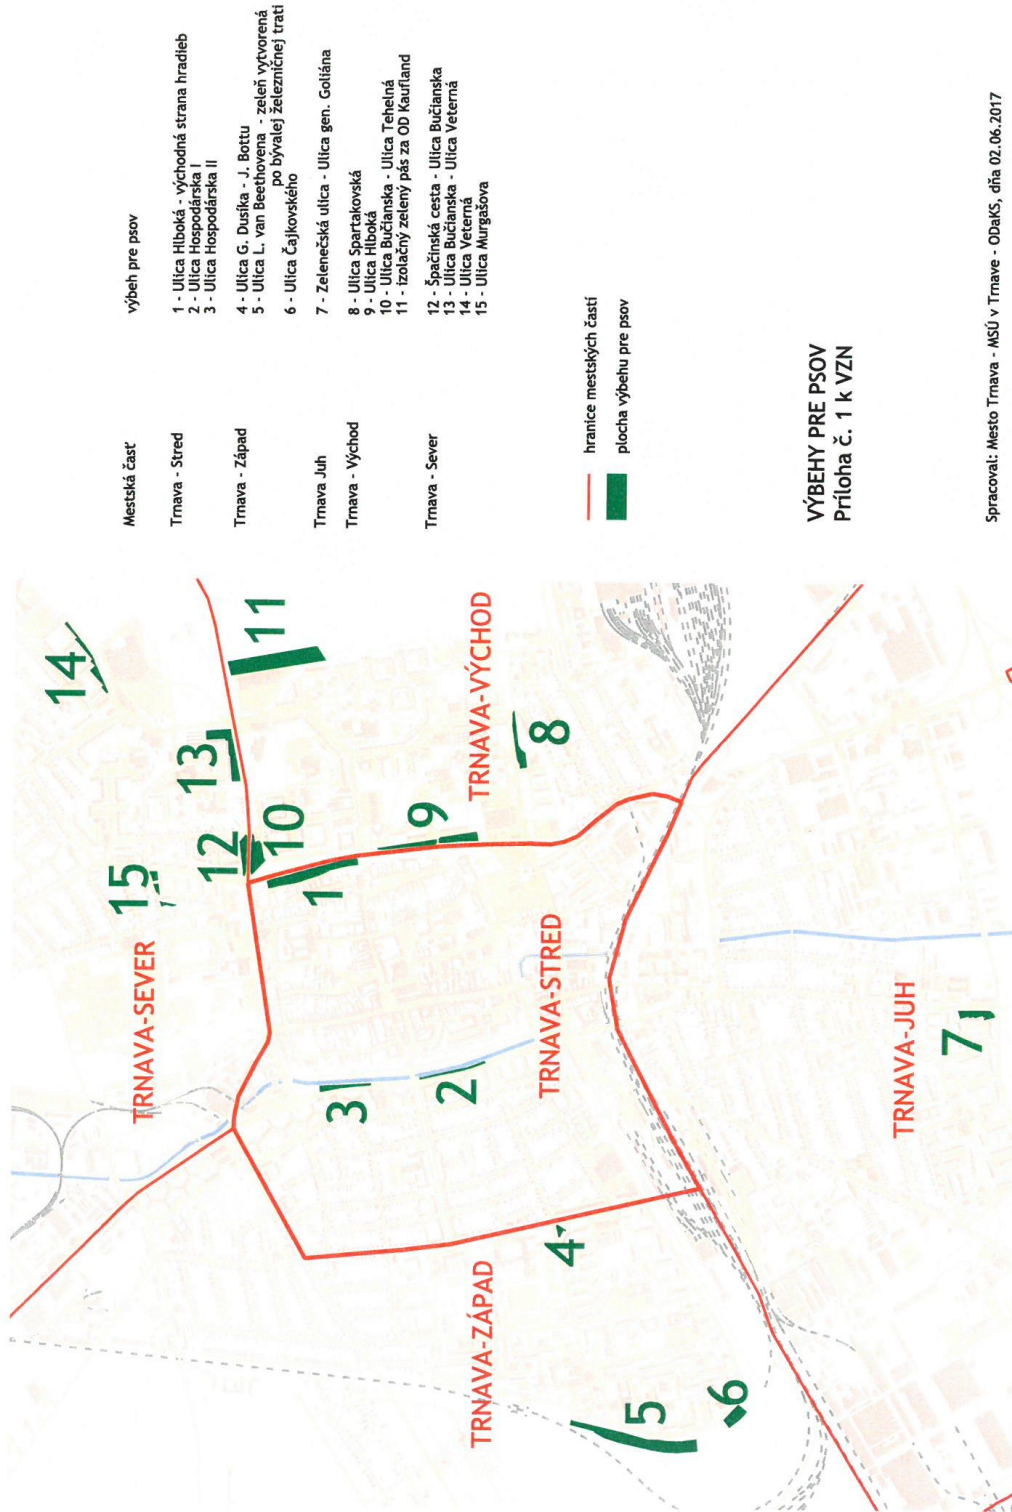 TRNAVA-SEVER
TRNAVA-ZÁPAD
TRNAVA-STRED
TRNAVA-VÝCHOD
TRNAVA-JUH
1
2
3
4
5
6
7
8
9
10
11
12
13
14
15
Mestská časť
výbeh pre psov
Trnava - Stred
1 - Ulica Hlboká - východná strana hradieb
2 - Ulica Hospodárska I
3 - Ulica Hospodárska II
Trnava - Západ
4 - Ulica G. Dusíka - J. Bottu
5 - Ulica L. van Beethovena - zeleň vytvorená
po bývalej železničnej trati
6 - Ulica Čajkovského
Trnava Juh
7 - Zelenečská ulica - Ulica gen. Goliána
Trnava - Východ
8 - Ulica Spartakovská
9 - Ulica Hlboká
10 - Ulica Bučianska - Ulica Tehelná
11 - izolačný zelený pás za OD Kaufland
Trnava - Sever
12 - Špačinská cesta - Ulica Bučianska
13 - Ulica Bučianska - Ulica Veterná
14 - Ulica Veterná
15 - Ulica Murgašova
hranice mestských častí
plocha výbehu pre psov
VÝBEHY PRE PSOV
Príloha č. 1 k VZN
Spracoval: Mesto Trnava - MSÚ v Trnave - ODaKS, dňa 02.06.2017